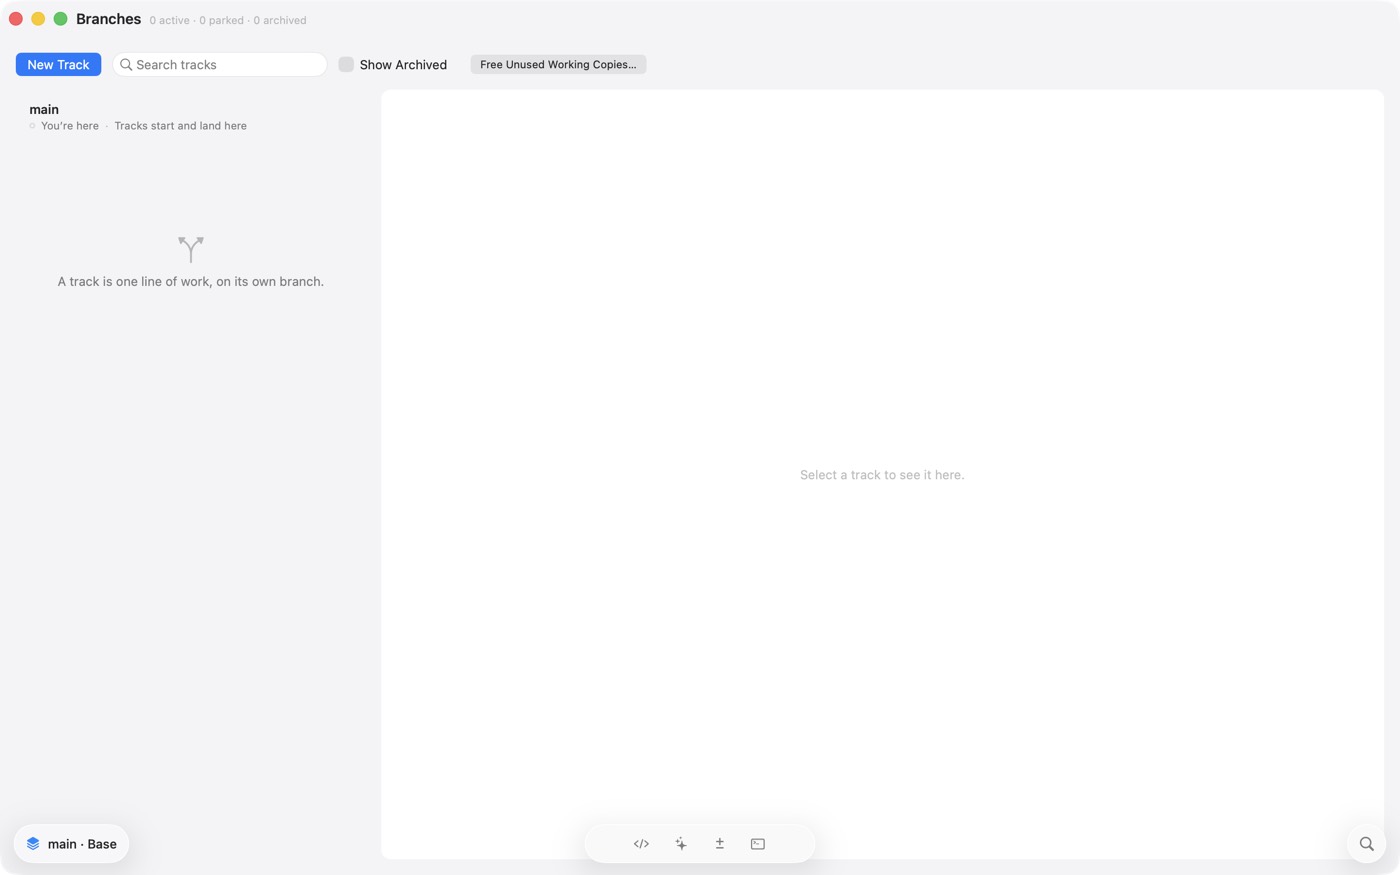 Branches 0 active · 0 parked · 0 archived
New Track Search tracks Show Archived Free Unused Working Copies...
main
You're here · Tracks start and land here
A track is one line of work, on its own branch.
Select a track to see it here.
main · Base